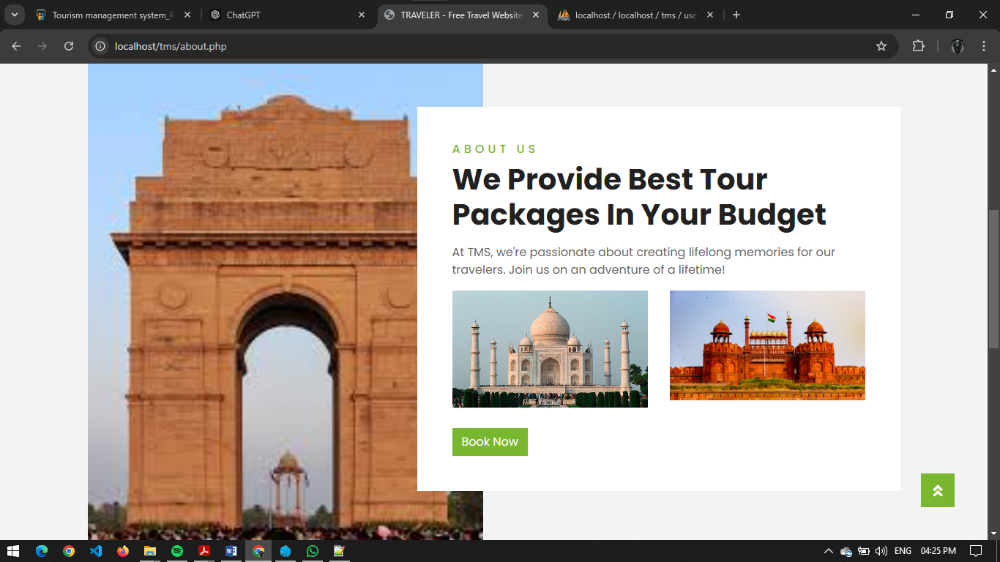 Tourism management system_R
ChatGPT
TRAVELER - Free Travel Website
localhost / localhost / tms / use
localhost/tms/about.php
ABOUT US
We Provide Best Tour
Packages In Your Budget
At TMS, we're passionate about creating lifelong memories for our
travelers. Join us on an adventure of a lifetime!
Book Now
ENG
04:25 PM